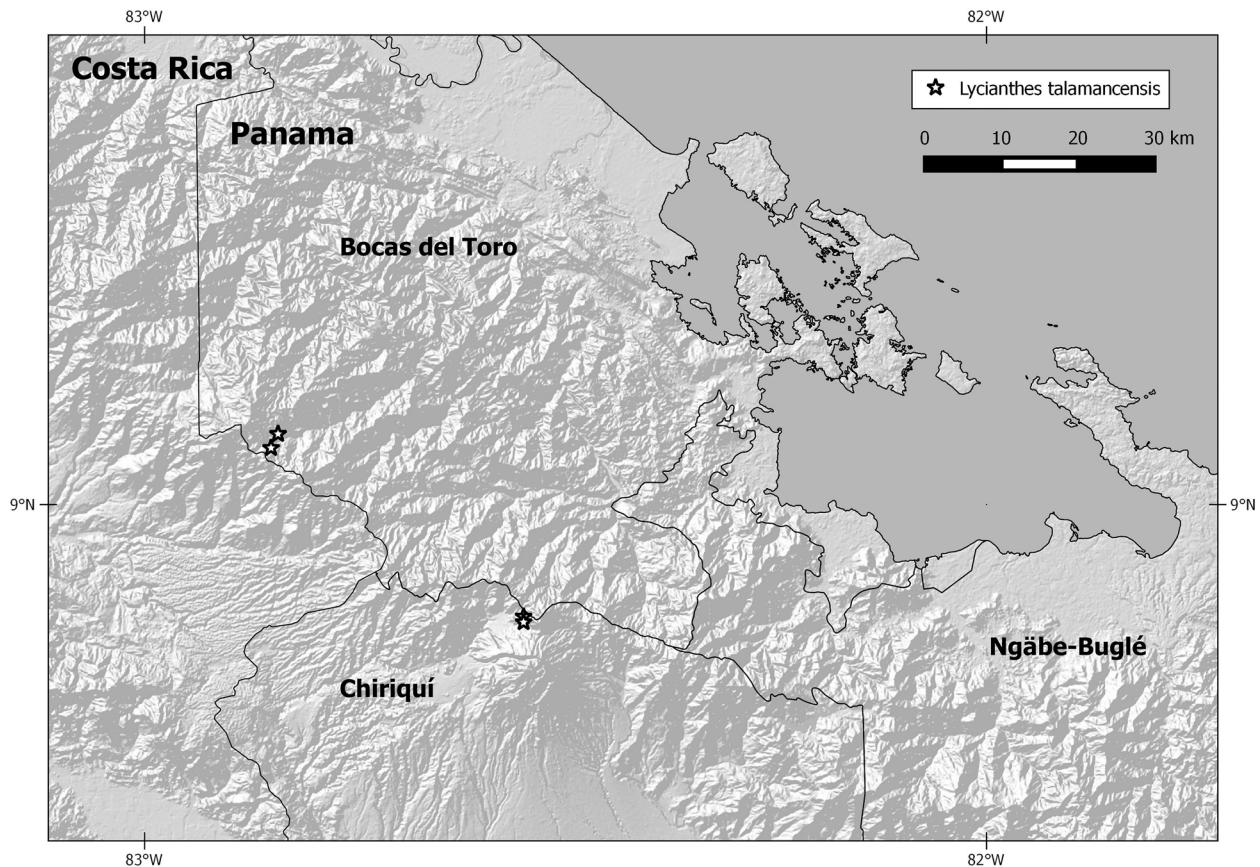 83°W 82°W
Costa Rica
Lycianthes talamancensis
Panama
0 10 20 30 km
Bocas del Toro
9°N 9°N
Ngäbe-Buglé
Chiriquí
83°W 82°W